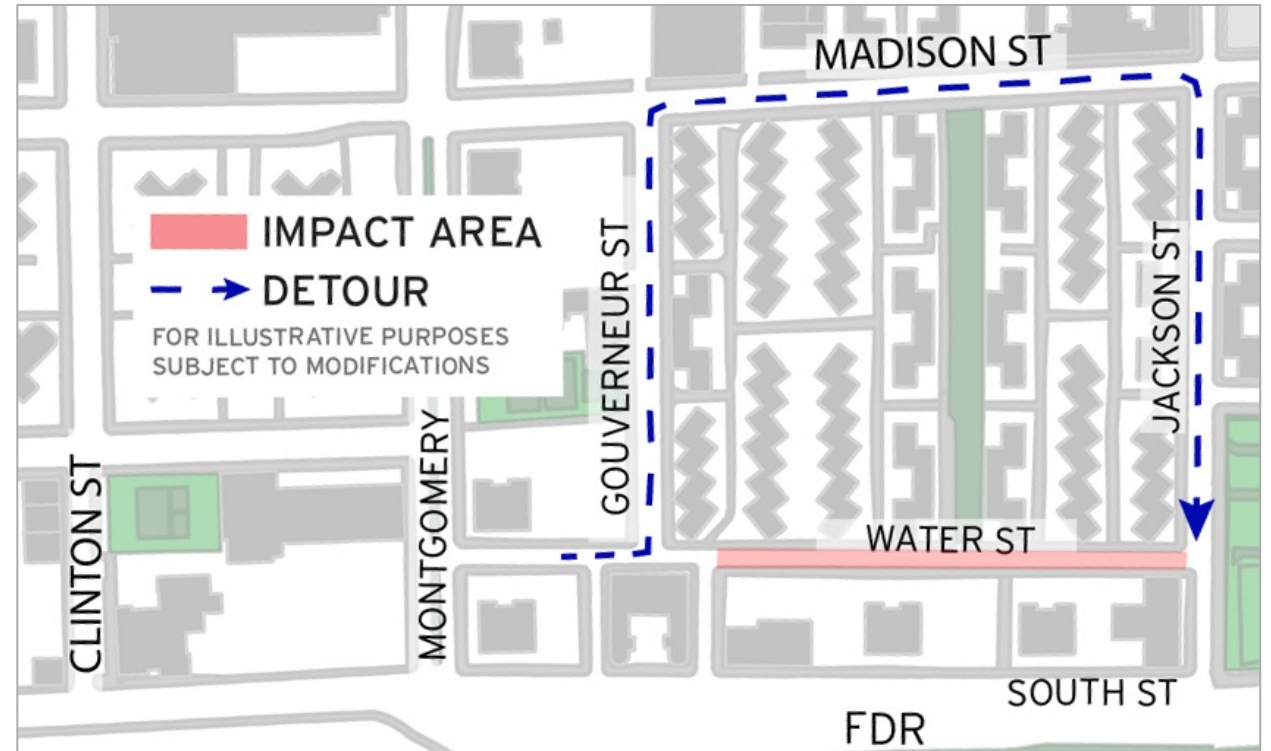 MADISON ST
IMPACT AREA
DETOUR
FOR ILLUSTRATIVE PURPOSES
SUBJECT TO MODIFICATIONS
GOUVERNEUR ST
JACKSON ST
CLINTON ST
MONTGOMERY
WATER ST
SOUTH ST
FDR